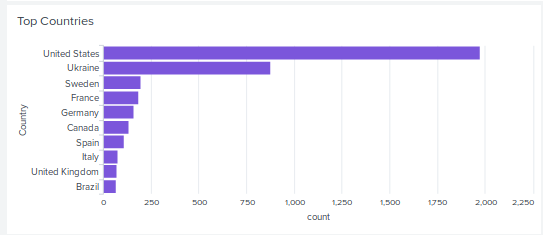 Top Countries
Country
United States
Ukraine
Sweden
France
Germany
Canada
Spain
Italy
United Kingdom
Brazil
0 250 500 750 1,000 1,250 1,500 1,750 2,000 2,250
count